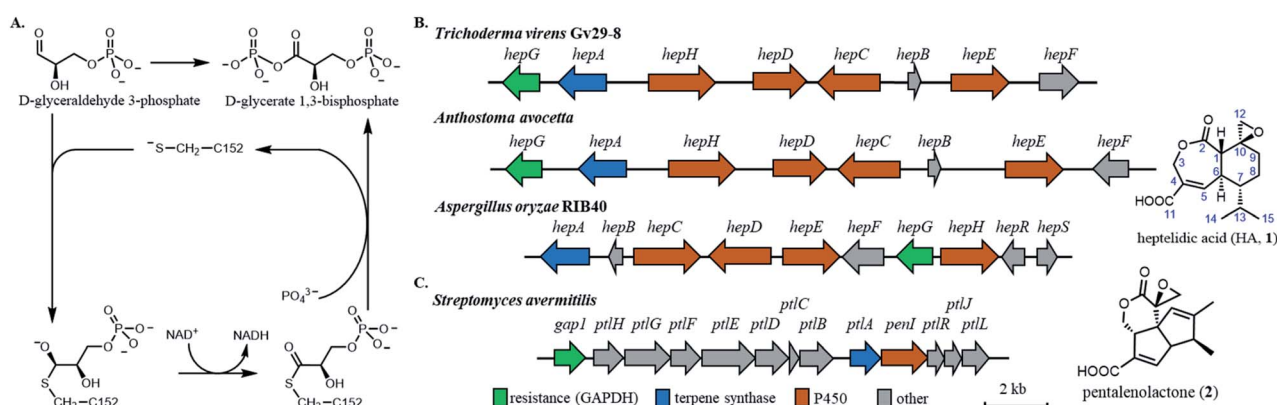 A.
D-glyceraldehyde 3-phosphate
D-glycerate 1,3-bisphosphate
⁻S—CH₂—C152
PO₄³⁻
NAD⁺
NADH
O
OH
O
P
O⁻
O⁻
O
O⁻
P
O⁻
O
O
O
OH
O
P
O⁻
O⁻
O
⁻O
O
P
O⁻
O⁻
O
OH
S
CH₂—C152
O
O
P
O⁻
O⁻
O
OH
S
CH₂—C152
B.
Trichoderma virens Gv29-8
hepG hepA hepH hepD hepC hepB hepE hepF
Anthostoma avocetta
hepG hepA hepH hepD hepC hepB hepE hepF
Aspergillus oryzae RIB40
hepA hepB hepC hepD hepE hepF hepG hepH hepR hepS
12
O
O
H
2
10
O
1
9
3
6
8
4
7
5
H
HOOC
11
13
14
15
heptelidic acid (HA, 1)
C.
Streptomyces avermitilis
gap1 ptlH ptlG ptlF ptlE ptlD ptlC ptlB ptlA penI ptlR ptlJ ptlL
resistance (GAPDH) terpene synthase P450 other
2 kb
O
O
O
HOOC
pentalenolactone (2)